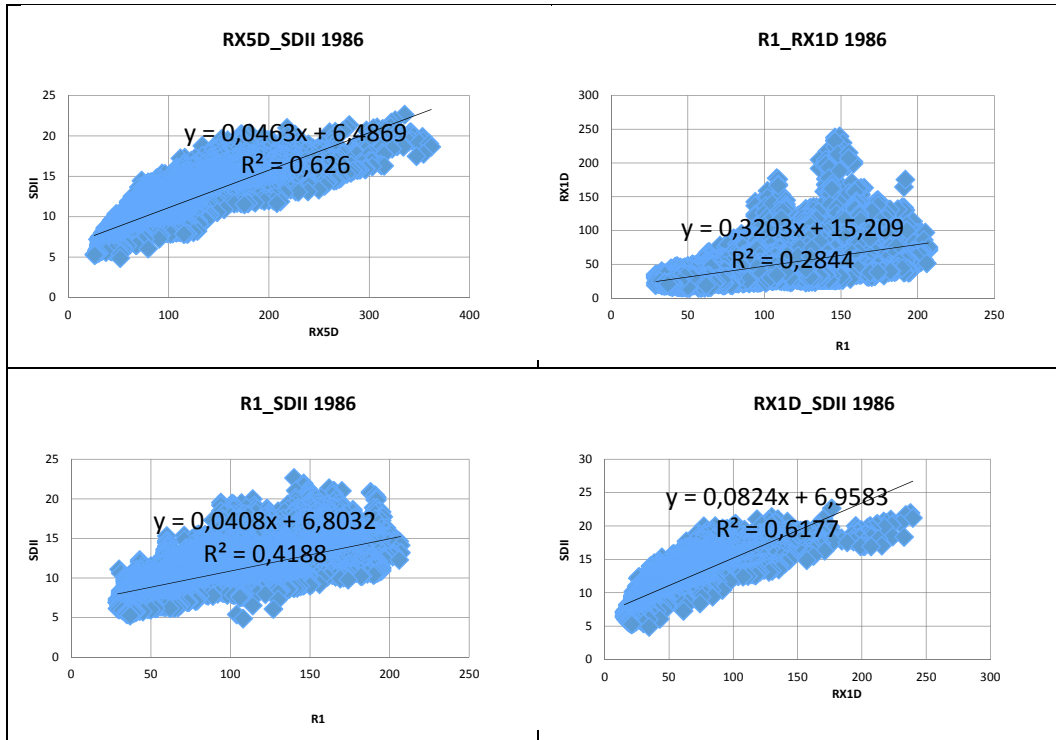 RX5D_SDII 1986
25
20
15
10
5
0
SDII
y = 0,0463x + 6,4869
R² = 0,626
0 100 200 300 400
RX5D
R1_RX1D 1986
300
250
200
150
100
50
0
RX1D
y = 0,3203x + 15,209
R² = 0,2844
0 50 100 150 200 250
R1
R1_SDII 1986
25
20
15
10
5
0
SDII
y = 0,0408x + 6,8032
R² = 0,4188
0 50 100 150 200 250
R1
RX1D_SDII 1986
30
25
20
15
10
5
0
SDII
y = 0,0824x + 6,9583
R² = 0,6177
0 50 100 150 200 250 300
RX1D